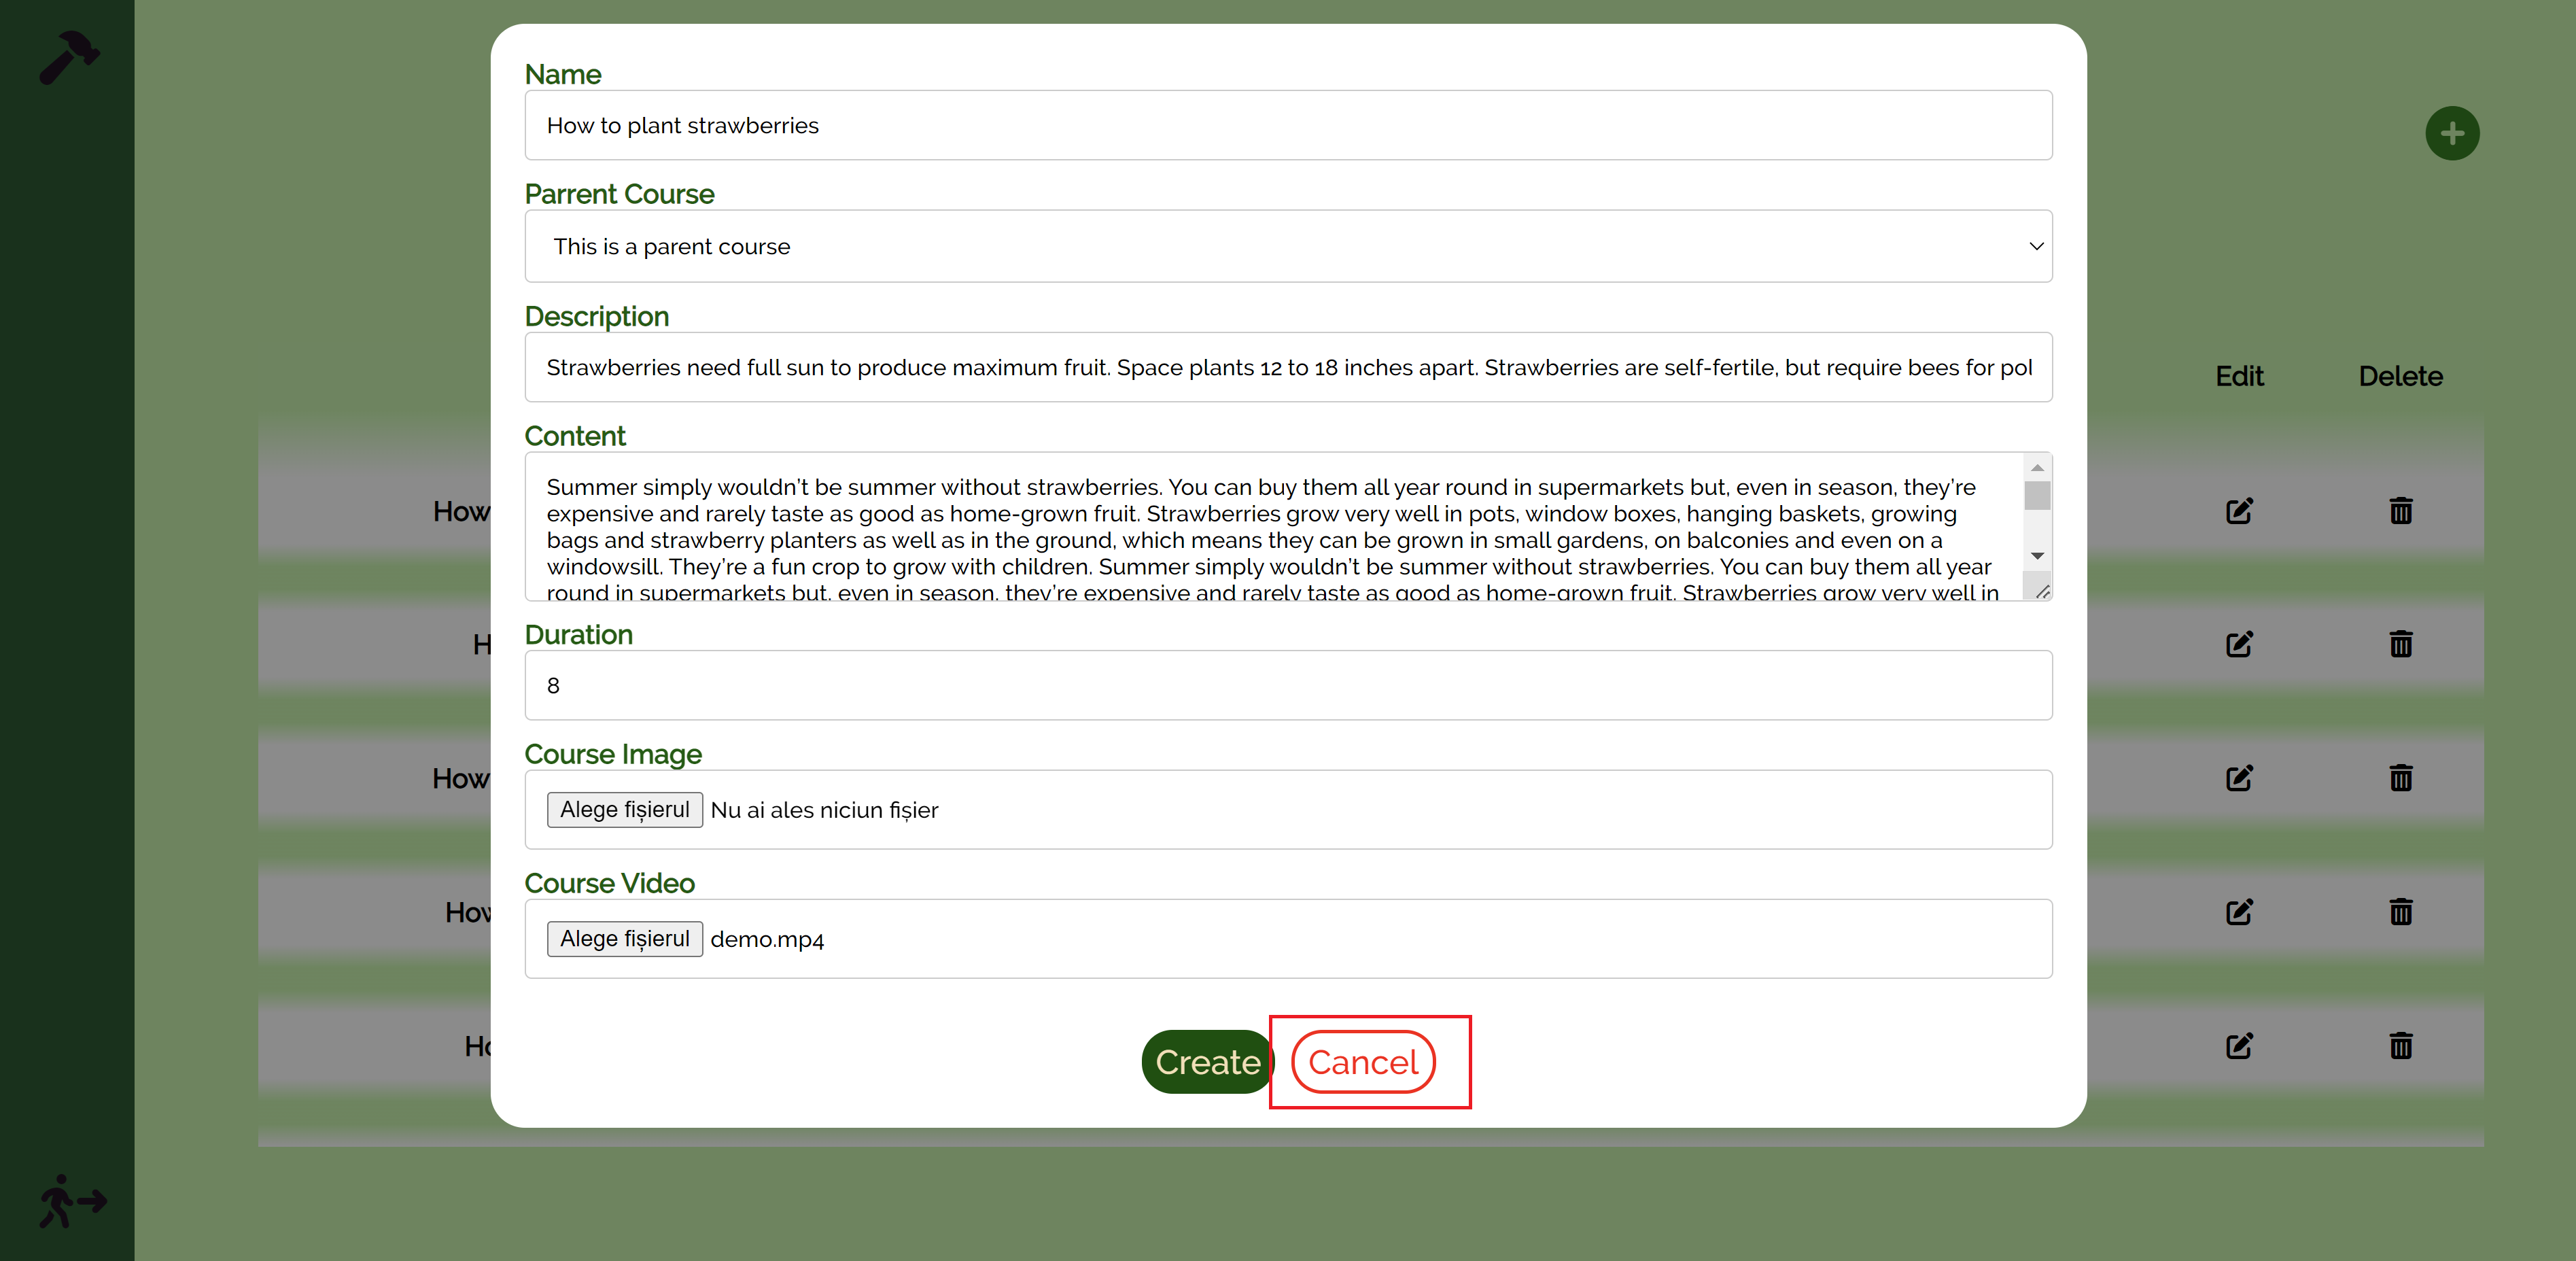 Name
How to plant strawberries
Parrent Course
This is a parent course
Description
Strawberries need full sun to produce maximum fruit. Space plants 12 to 18 inches apart. Strawberries are self-fertile, but require bees for pol
Edit Delete
Content
Summer simply wouldn’t be summer without strawberries. You can buy them all year round in supermarkets but, even in season, they’re
expensive and rarely taste as good as home-grown fruit. Strawberries grow very well in pots, window boxes, hanging baskets, growing
bags and strawberry planters as well as in the ground, which means they can be grown in small gardens, on balconies and even on a
windowsill. They’re a fun crop to grow with children. Summer simply wouldn’t be summer without strawberries. You can buy them all year
round in supermarkets but, even in season, they’re expensive and rarely taste as good as home-grown fruit. Strawberries grow very well in
How
Duration
H
8
Course Image
How
Alege fișierul Nu ai ales niciun fișier
Course Video
How
Alege fișierul demo.mp4
Ho
Create Cancel